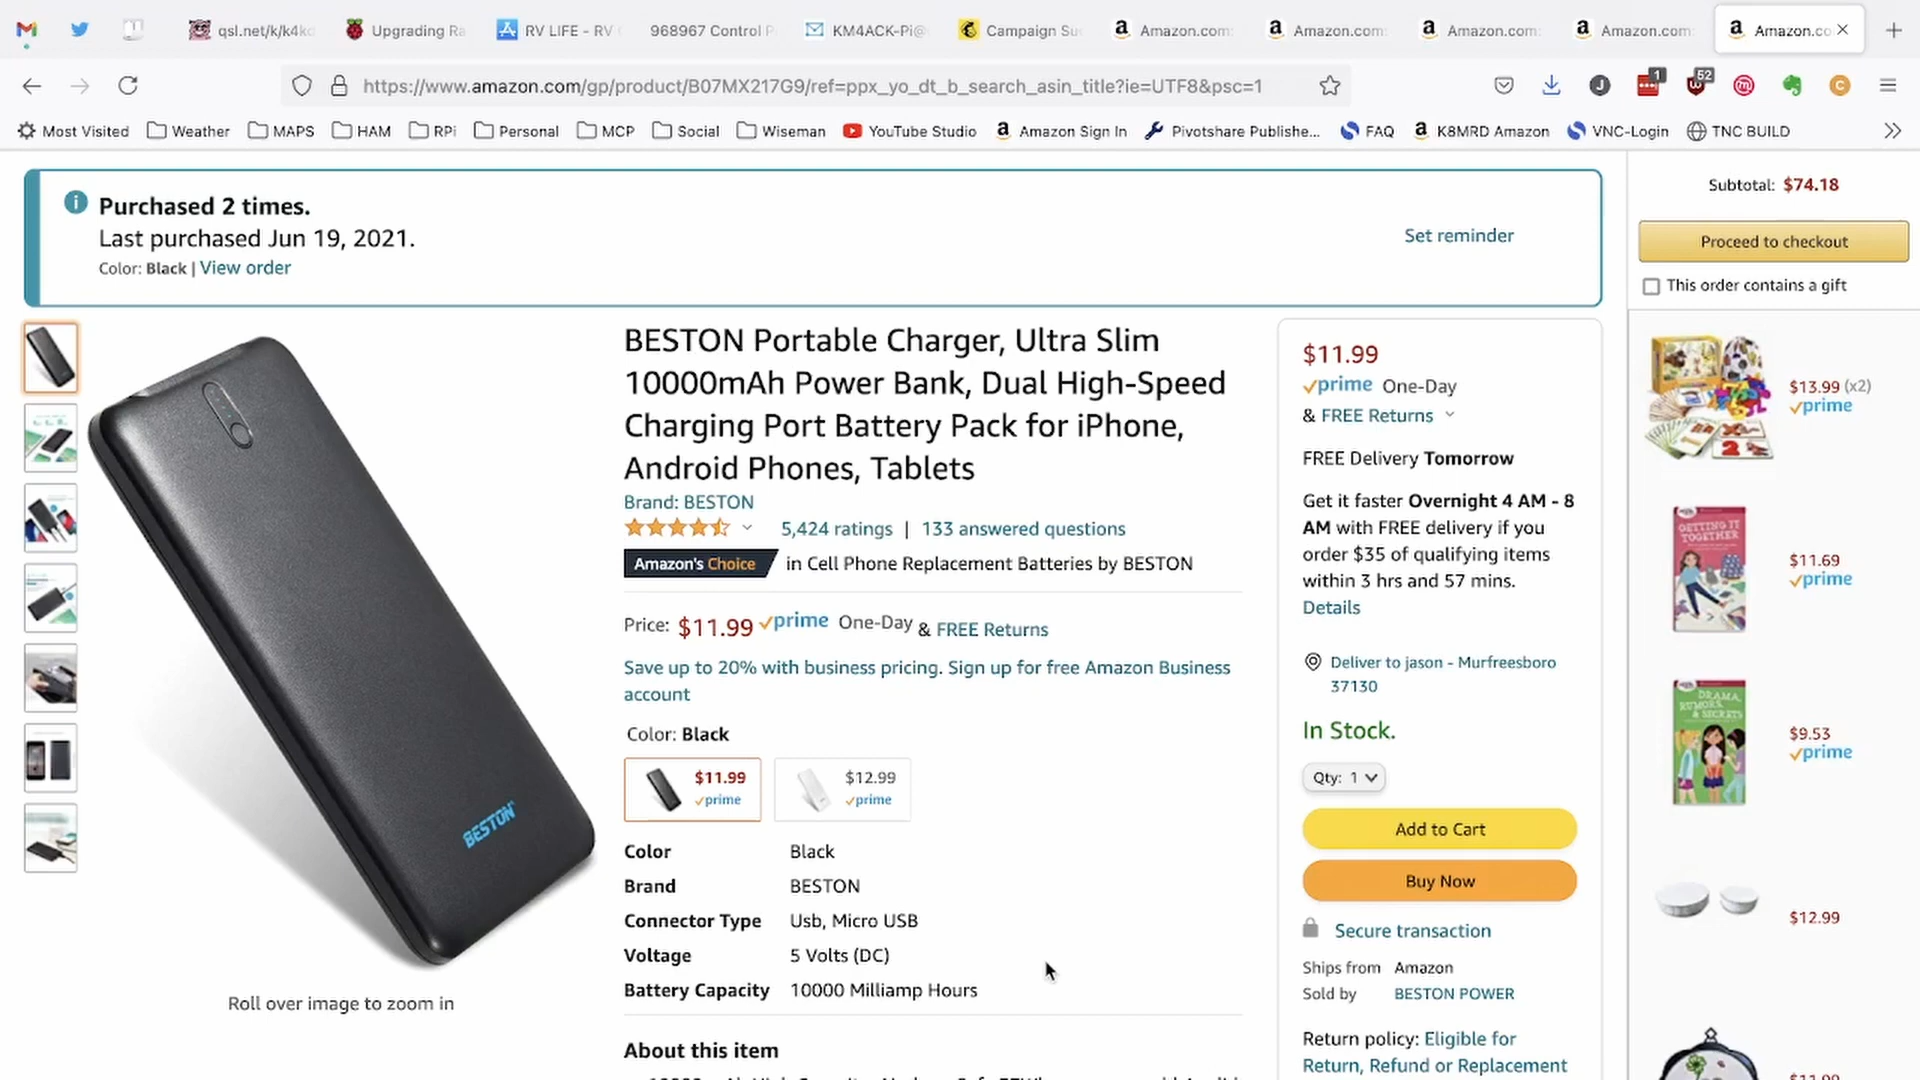 qsl.net/k/k4kc
Upgrading Ra
RV LIFE - RV
968967 Control P
KM4ACK-Pi@
Campaign Su
Amazon.com:
Amazon.com:
Amazon.com:
Amazon.com:
Amazon.co
https://www.amazon.com/gp/product/B07MX217G9/ref=ppx_yo_dt_b_search_asin_title?ie=UTF8&psc=1
1
52
Most Visited
Weather
MAPS
HAM
RPi
Personal
MCP
Social
Wiseman
YouTube Studio
Amazon Sign In
Pivotshare Publishe...
FAQ
K8MRD Amazon
VNC-Login
TNC BUILD
Purchased 2 times.
Last purchased Jun 19, 2021.
Color: Black | View order
Set reminder
Subtotal: $74.18
Proceed to checkout
This order contains a gift
BESTON
Roll over image to zoom in
BESTON Portable Charger, Ultra Slim
10000mAh Power Bank, Dual High-Speed
Charging Port Battery Pack for iPhone,
Android Phones, Tablets
Brand: BESTON
5,424 ratings | 133 answered questions
Amazon's Choice in Cell Phone Replacement Batteries by BESTON
Price: $11.99 prime One-Day & FREE Returns
Save up to 20% with business pricing. Sign up for free Amazon Business
account
Color: Black
$11.99
prime
$12.99
prime
Color Black
Brand BESTON
Connector Type Usb, Micro USB
Voltage 5 Volts (DC)
Battery Capacity 10000 Milliamp Hours
About this item
$11.99
prime One-Day
& FREE Returns
FREE Delivery Tomorrow
Get it faster Overnight 4 AM - 8
AM with FREE delivery if you
order $35 of qualifying items
within 3 hrs and 57 mins.
Details
Deliver to jason - Murfreesboro
37130
In Stock.
Qty: 1
Add to Cart
Buy Now
Secure transaction
Ships from Amazon
Sold by BESTON POWER
Return policy: Eligible for
Return, Refund or Replacement
$13.99 (x2)
prime
GETTING IT
TOGETHER
$11.69
prime
DRAMA,
RUMORS,
& SECRETS
$9.53
prime
$12.99